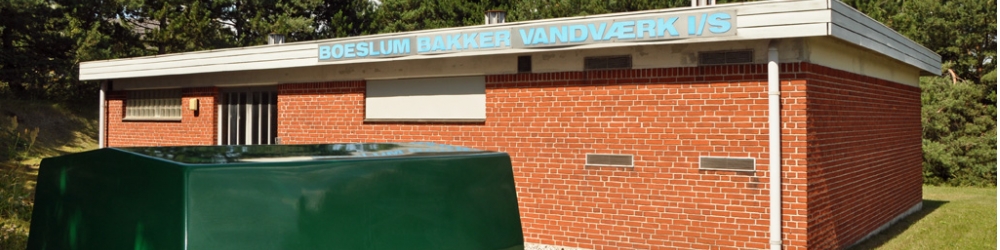 BOESLUM BAKKER VANDVÆRK I/S